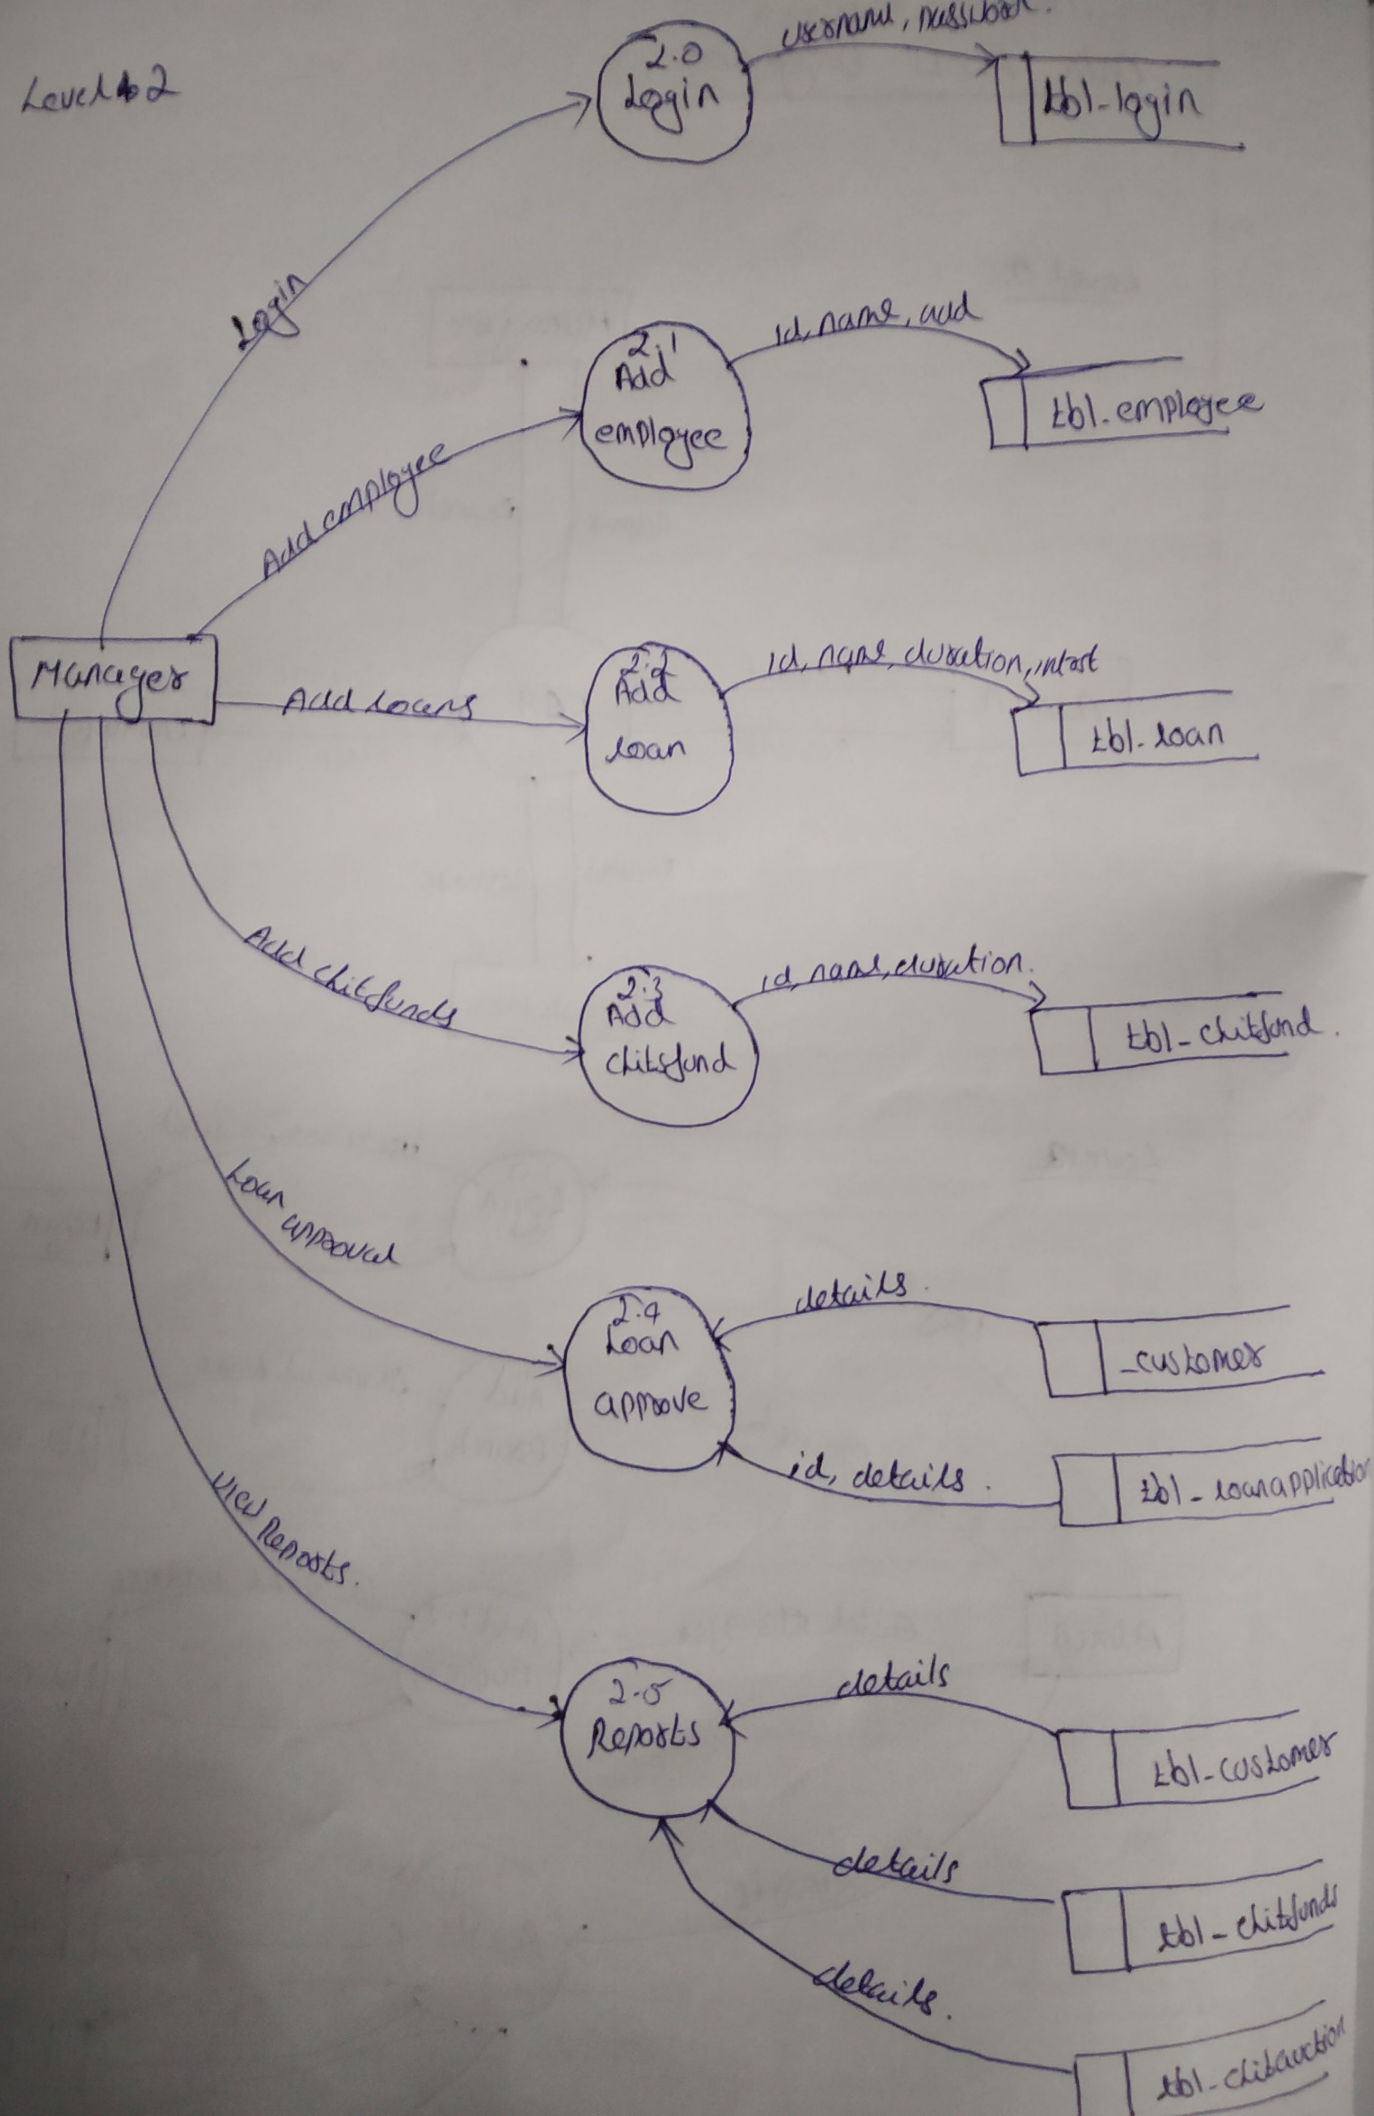 Level 2
username, password.
2.0
Login
tbl-login
Login
id, name, add
2.1
Add
employee
tbl-employee
Add employee
Manager
id, name, duration, intrst
2.2
Add
loan
tbl-loan
Add Loans
id, name, duration.
2.3
Add
chitsfund
tbl-chitfund.
Add chitsfunds
Loan
approval
details.
2.4
Loan
approve
-customer
id, details.
tbl-loanapplication
View Reports.
details
2.5
Reports
tbl-customer
details
tbl-chitfunds
details.
tbl-chitauction